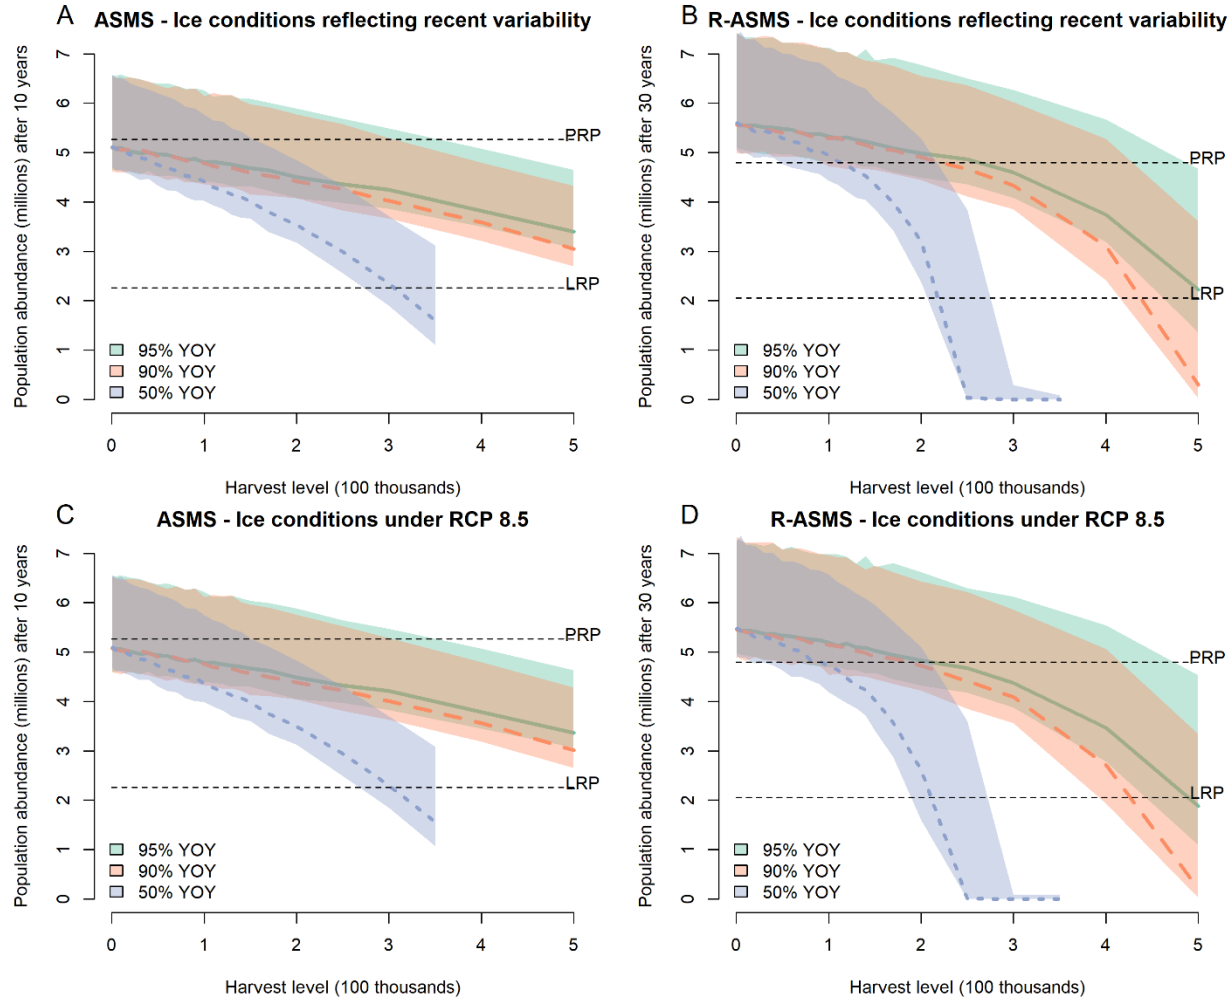 A ASMS - Ice conditions reflecting recent variability
Population abundance (millions) after 10 years
7
6
5
4
3
2
1
0
PRP
LRP
95% YOY
90% YOY
50% YOY
0 1 2 3 4 5
Harvest level (100 thousands)
B R-ASMS - Ice conditions reflecting recent variability
Population abundance (millions) after 30 years
7
6
5
4
3
2
1
0
PRP
LRP
95% YOY
90% YOY
50% YOY
0 1 2 3 4 5
Harvest level (100 thousands)
C ASMS - Ice conditions under RCP 8.5
Population abundance (millions) after 10 years
7
6
5
4
3
2
1
0
PRP
LRP
95% YOY
90% YOY
50% YOY
0 1 2 3 4 5
Harvest level (100 thousands)
D R-ASMS - Ice conditions under RCP 8.5
Population abundance (millions) after 30 years
7
6
5
4
3
2
1
0
PRP
LRP
95% YOY
90% YOY
50% YOY
0 1 2 3 4 5
Harvest level (100 thousands)